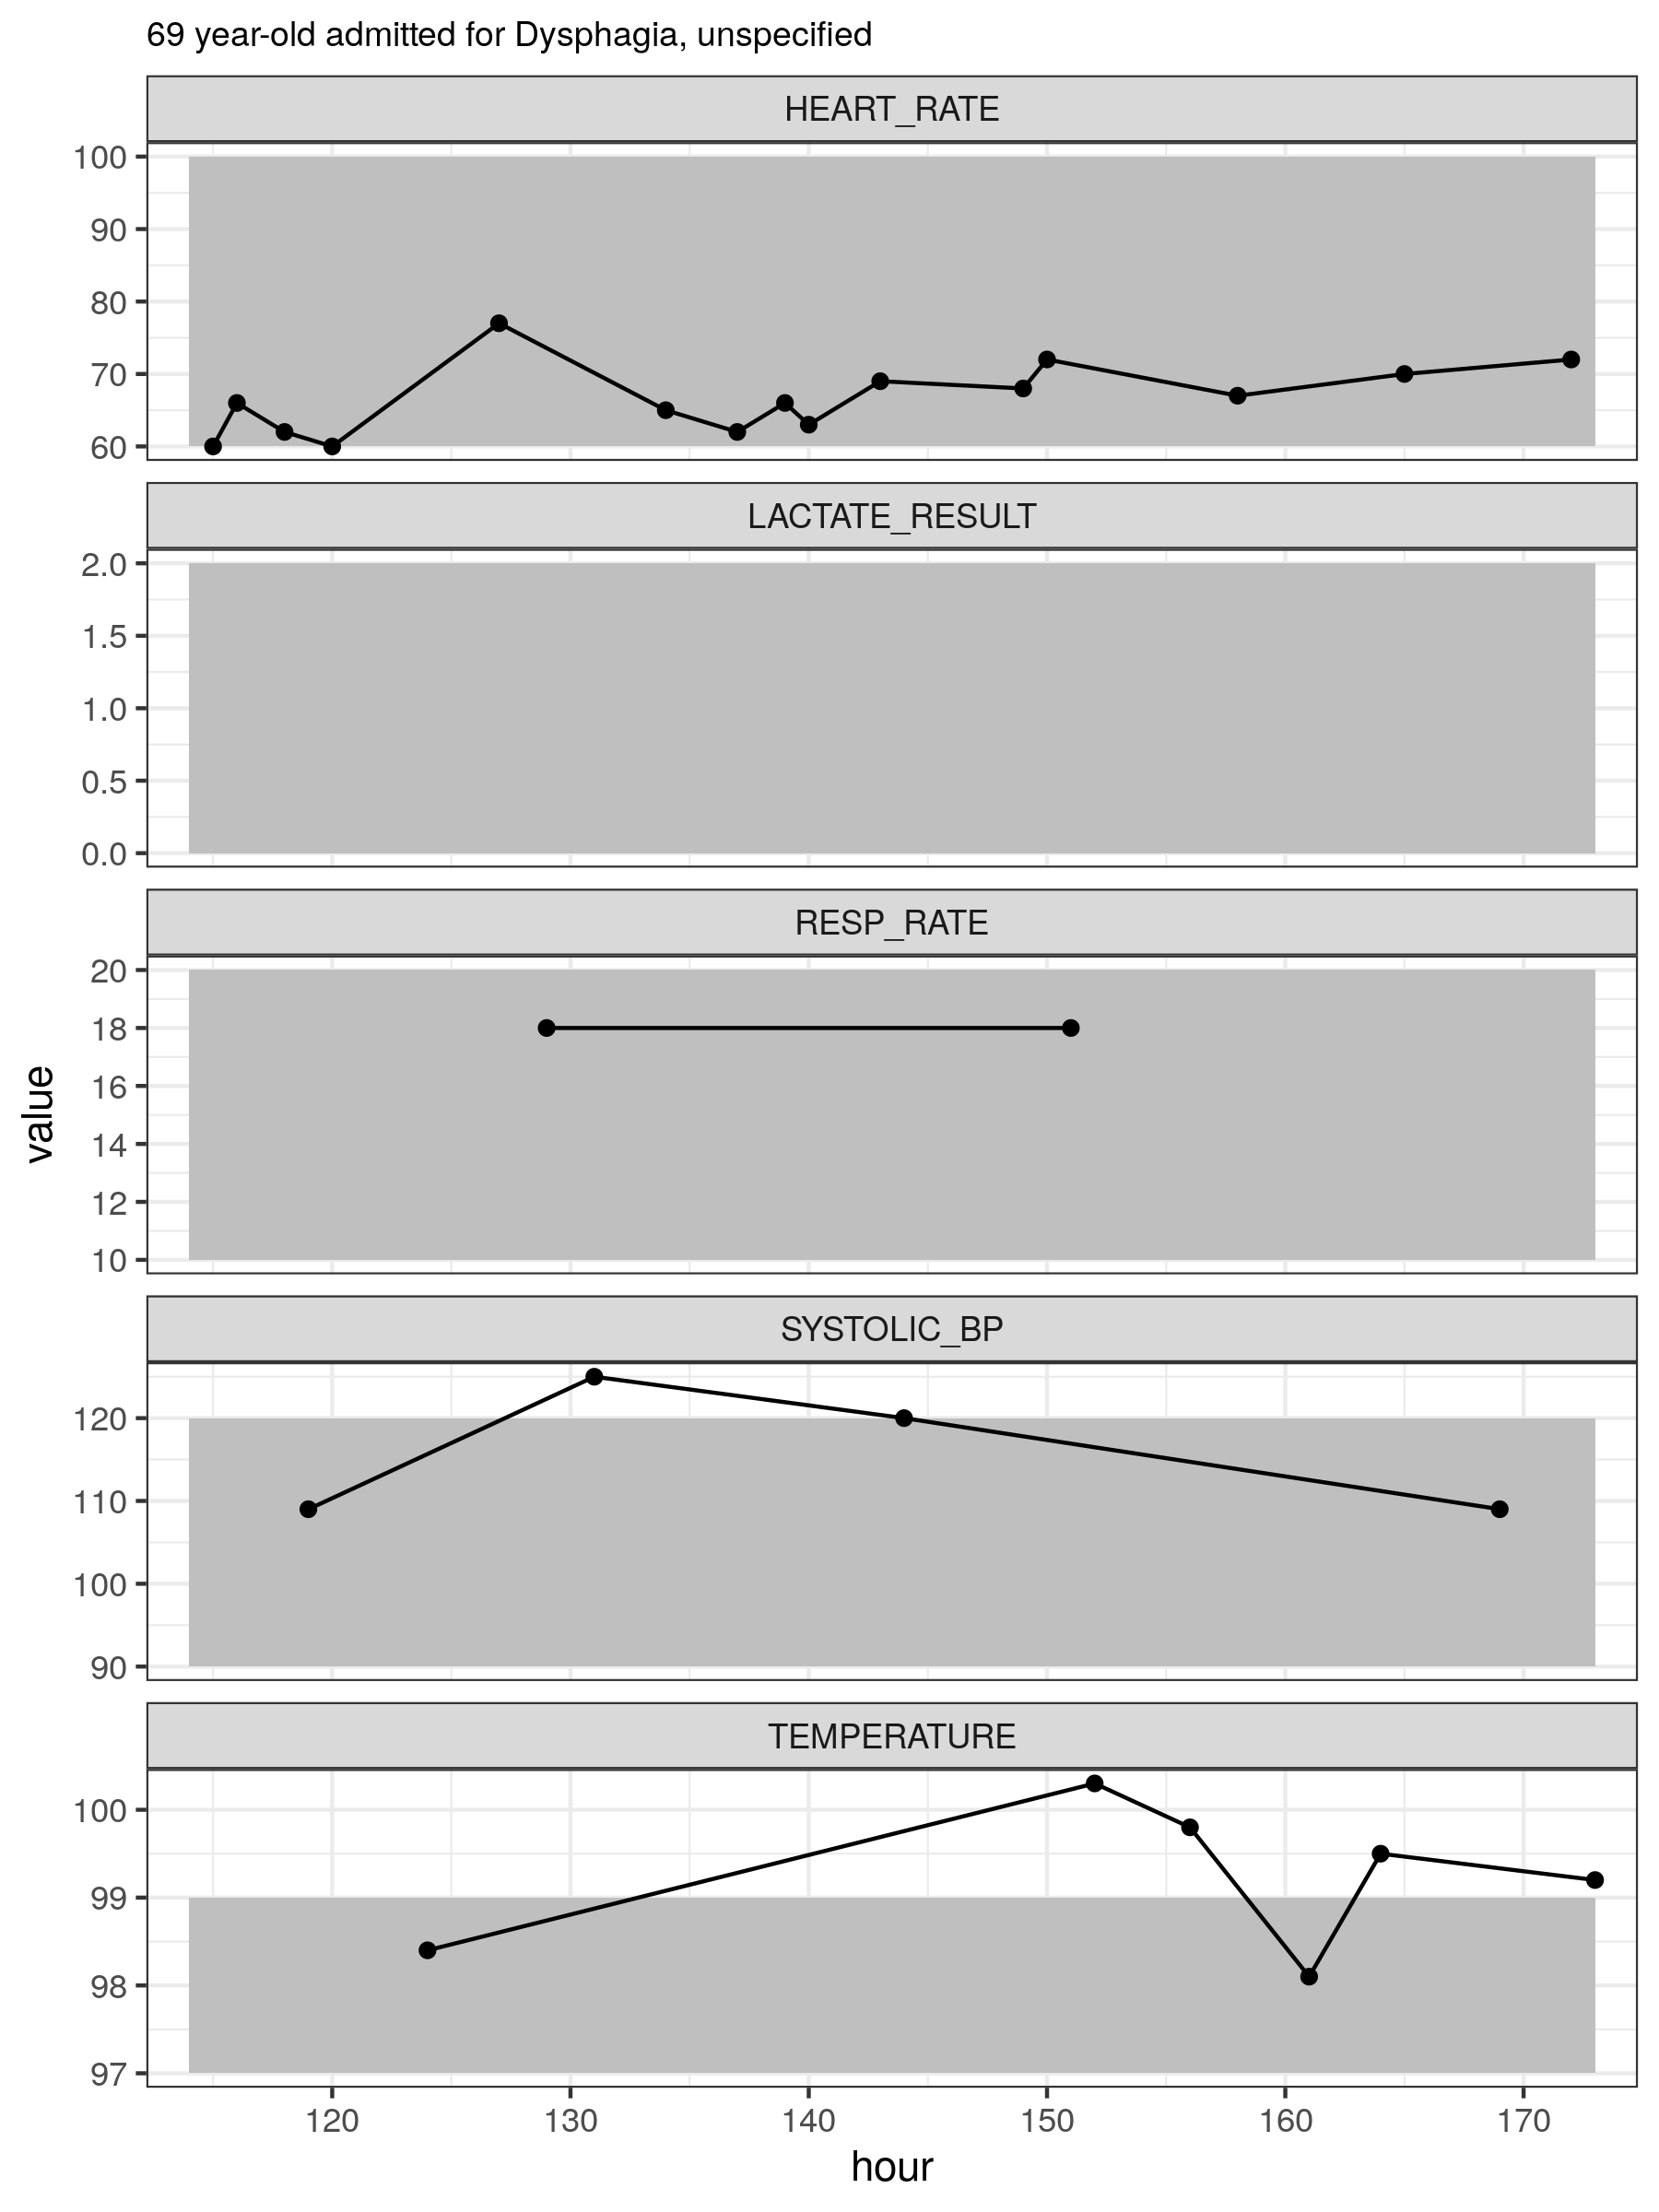 69 year-old admitted for Dysphagia, unspecified
HEART_RATE
100
90
80
70
60
LACTATE_RESULT
2.0
1.5
1.0
0.5
0.0
RESP_RATE
20
18
16
14
12
10
SYSTOLIC_BP
120
110
100
90
TEMPERATURE
100
99
98
97
120 130 140 150 160 170
hour
value